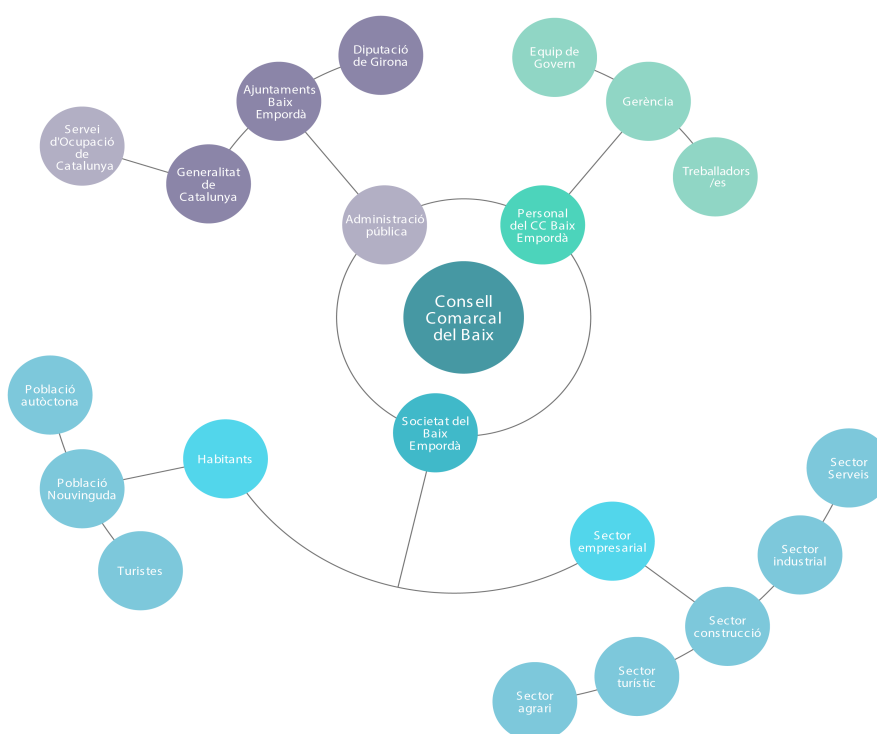 Diputació
de Girona
Equip de
Govern
Ajuntaments
Baix
Empordà
Gerència
Servei
d'Ocupació
de
Catalunya
Generalitat
de
Catalunya
Treballadors
/es
Administració
pública
Personal
del CC Baix
Empordà
Consell
Comarcal
del Baix
Població
autòctona
Societat del
Baix
Empordà
Habitants
Població
Nouvinguda
Sector
Serveis
Sector
empresarial
Sector
industrial
Turistes
Sector
construcció
Sector
turístic
Sector
agrari